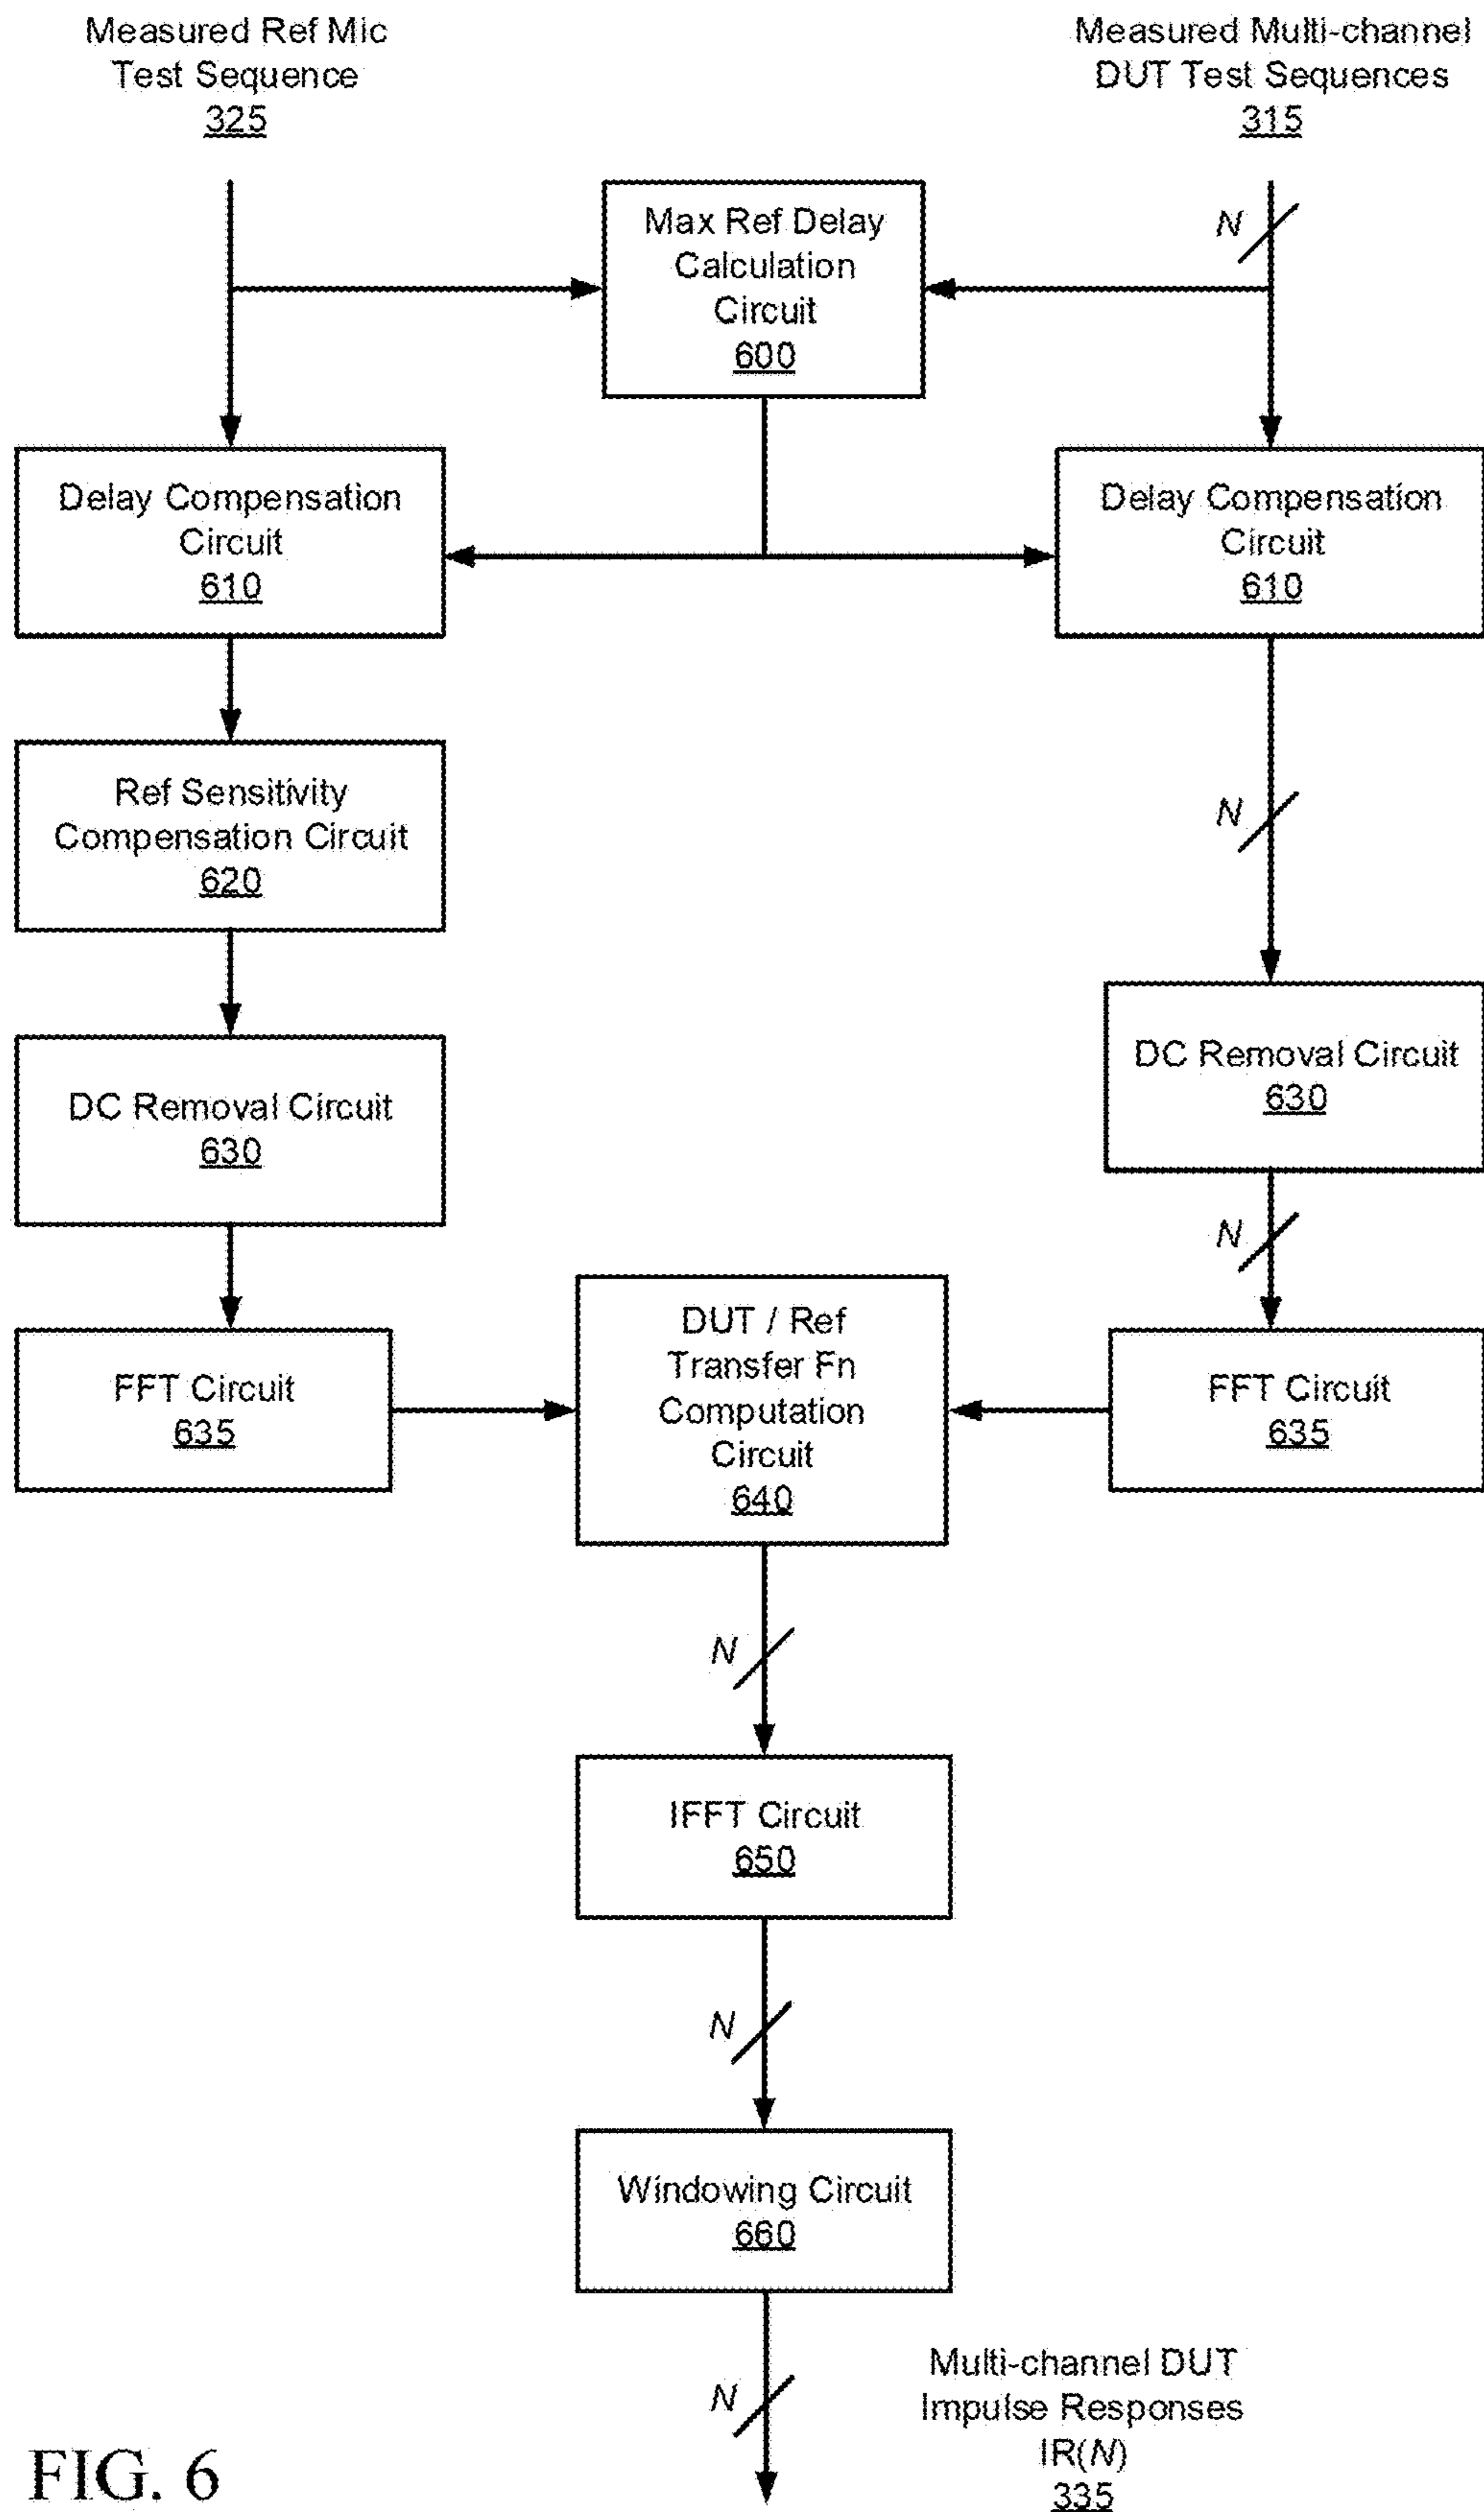 Measured Ref Mic
Test Sequence
325
Measured Multi-channel
DUT Test Sequences
315
N
Max Ref Delay
Calculation
Circuit
600
Delay Compensation
Circuit
610
Delay Compensation
Circuit
610
Ref Sensitivity
Compensation Circuit
620
N
DC Removal Circuit
630
DC Removal Circuit
630
N
FFT Circuit
635
DUT / Ref
Transfer Fn
Computation
Circuit
640
FFT Circuit
635
N
IFFT Circuit
650
N
Windowing Circuit
660
N
Multi-channel DUT
Impulse Responses
IR(N)
335
FIG. 6